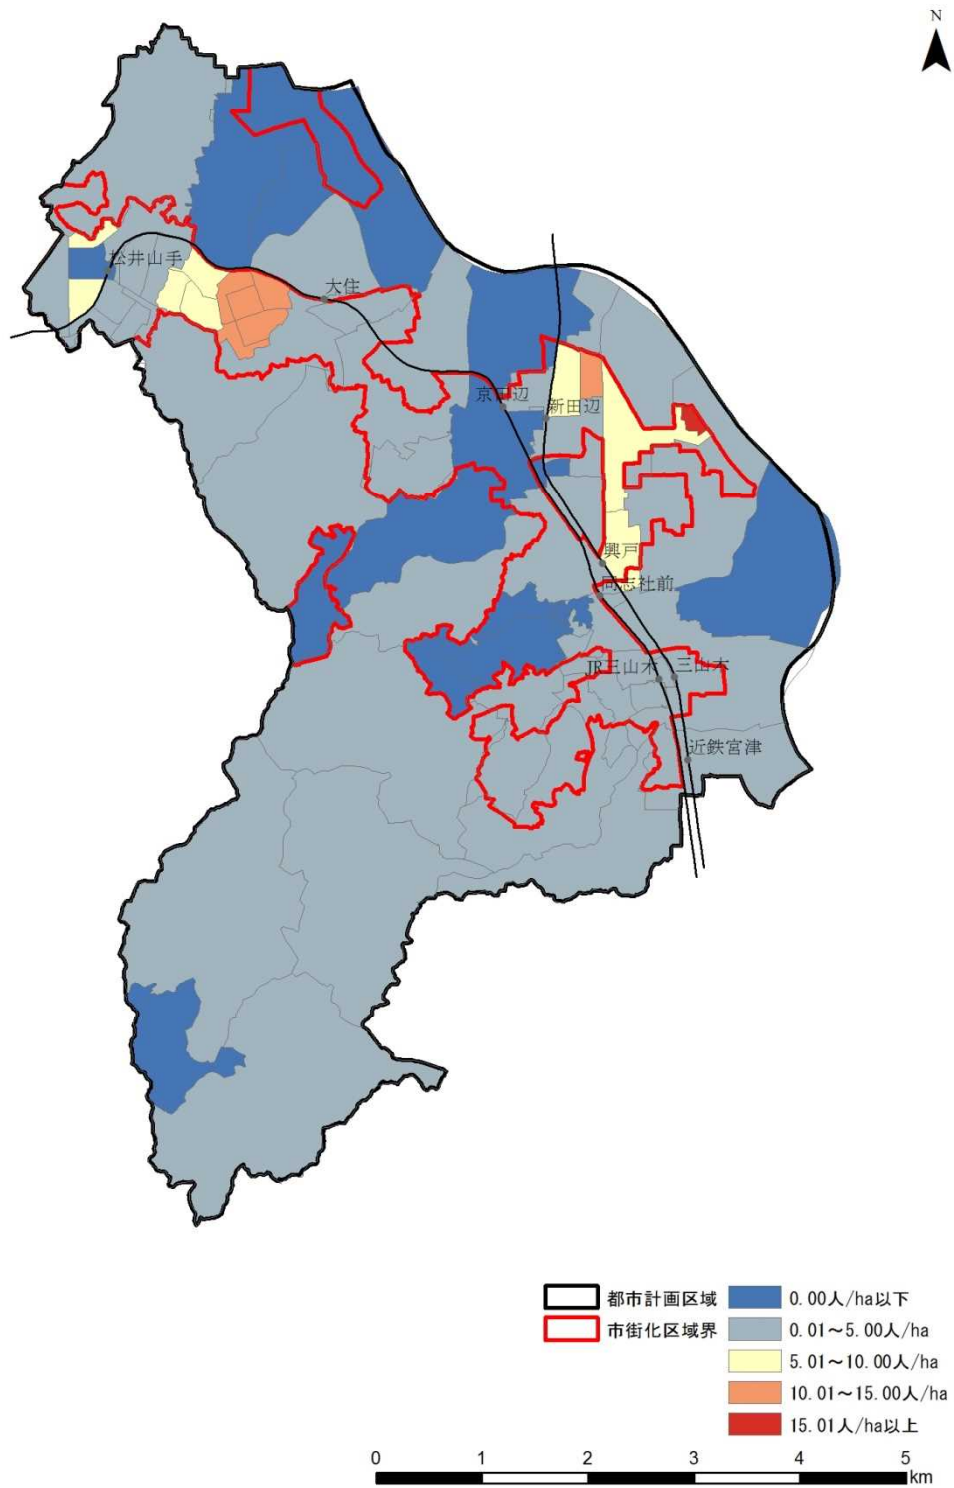 N
松井山手
大住
京田辺
新田辺
興戸
同志社前
JR三山木
三山木
近鉄宮津
都市計画区域
市街化区域界
0.00人/ha以下
0.01～5.00人/ha
5.01～10.00人/ha
10.01～15.00人/ha
15.01人/ha以上
0 1 2 3 4 5
km